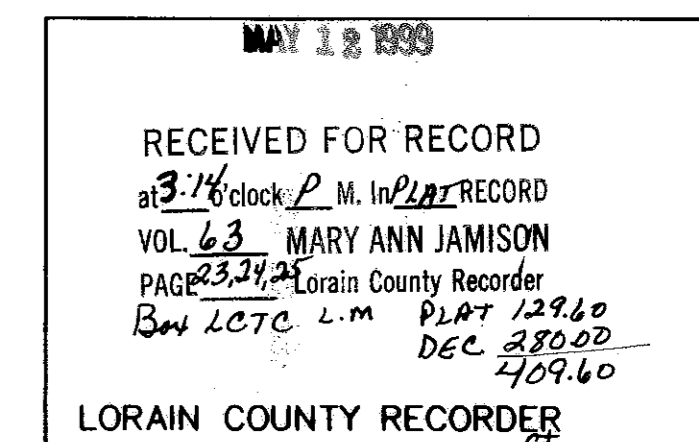 MAY 12 1999
RECEIVED FOR RECORD
at 3:14 o'clock P M. In PLAT RECORD
VOL. 63 MARY ANN JAMISON
PAGE 23,24,25 Lorain County Recorder
Box LCTC L.M PLAT 129.60
DEC 280.00
409.60
LORAIN COUNTY RECORDER